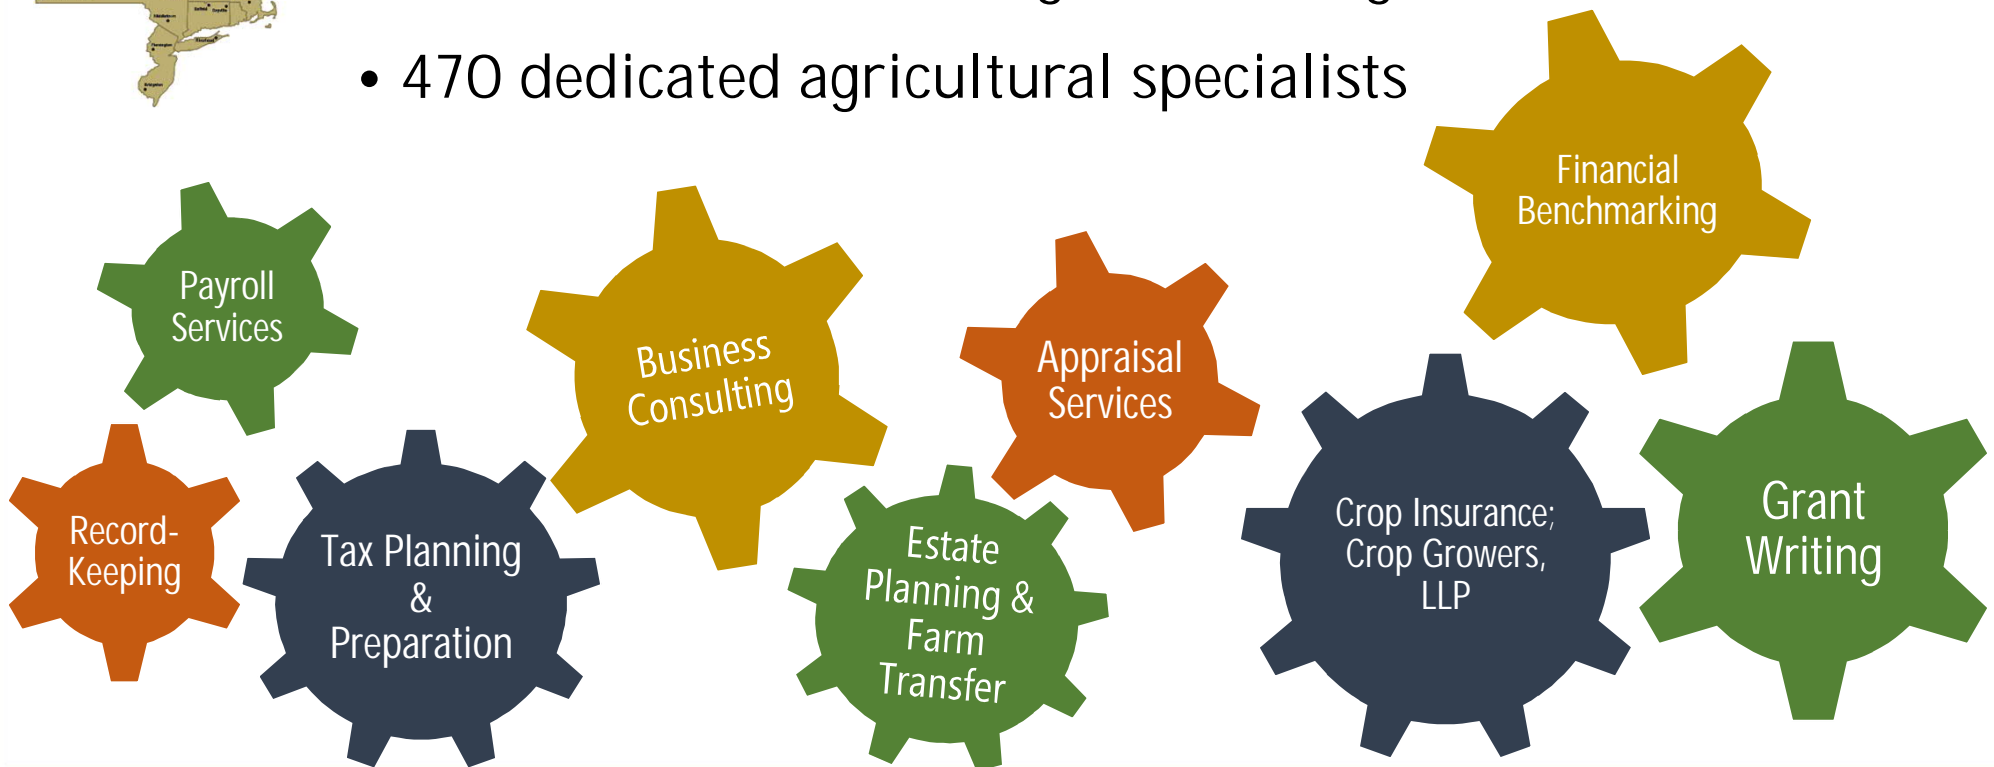 • 470 dedicated agricultural specialists
Financial
Benchmarking
Payroll
Services
Business
Consulting
Appraisal
Services
Record-
Keeping
Tax Planning
&
Preparation
Estate
Planning &
Farm
Transfer
Crop Insurance;
Crop Growers,
LLP
Grant
Writing